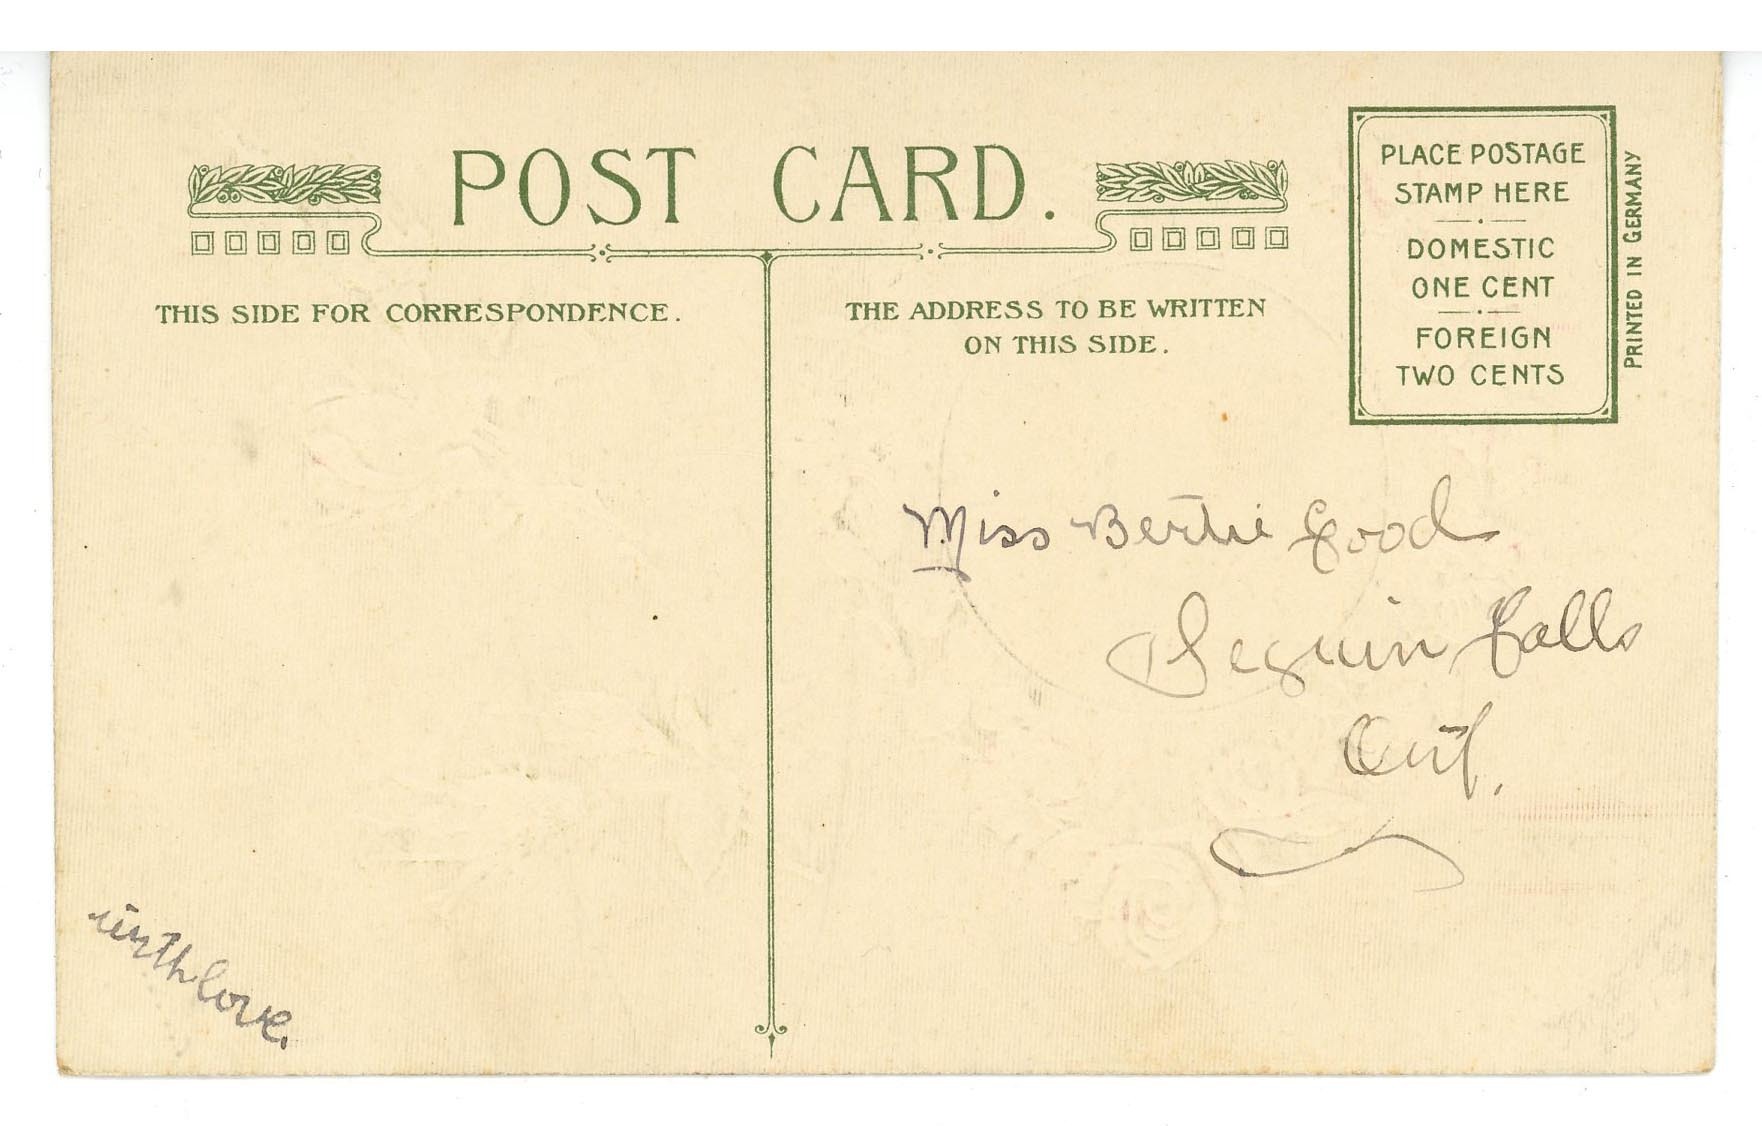 POST CARD.
THIS SIDE FOR CORRESPONDENCE.
with love.
THE ADDRESS TO BE WRITTEN
ON THIS SIDE.
PLACE POSTAGE
STAMP HERE
DOMESTIC
ONE CENT
FOREIGN
TWO CENTS
PRINTED IN GERMANY
Miss Bertie Good
Seguin Falls
Ont.